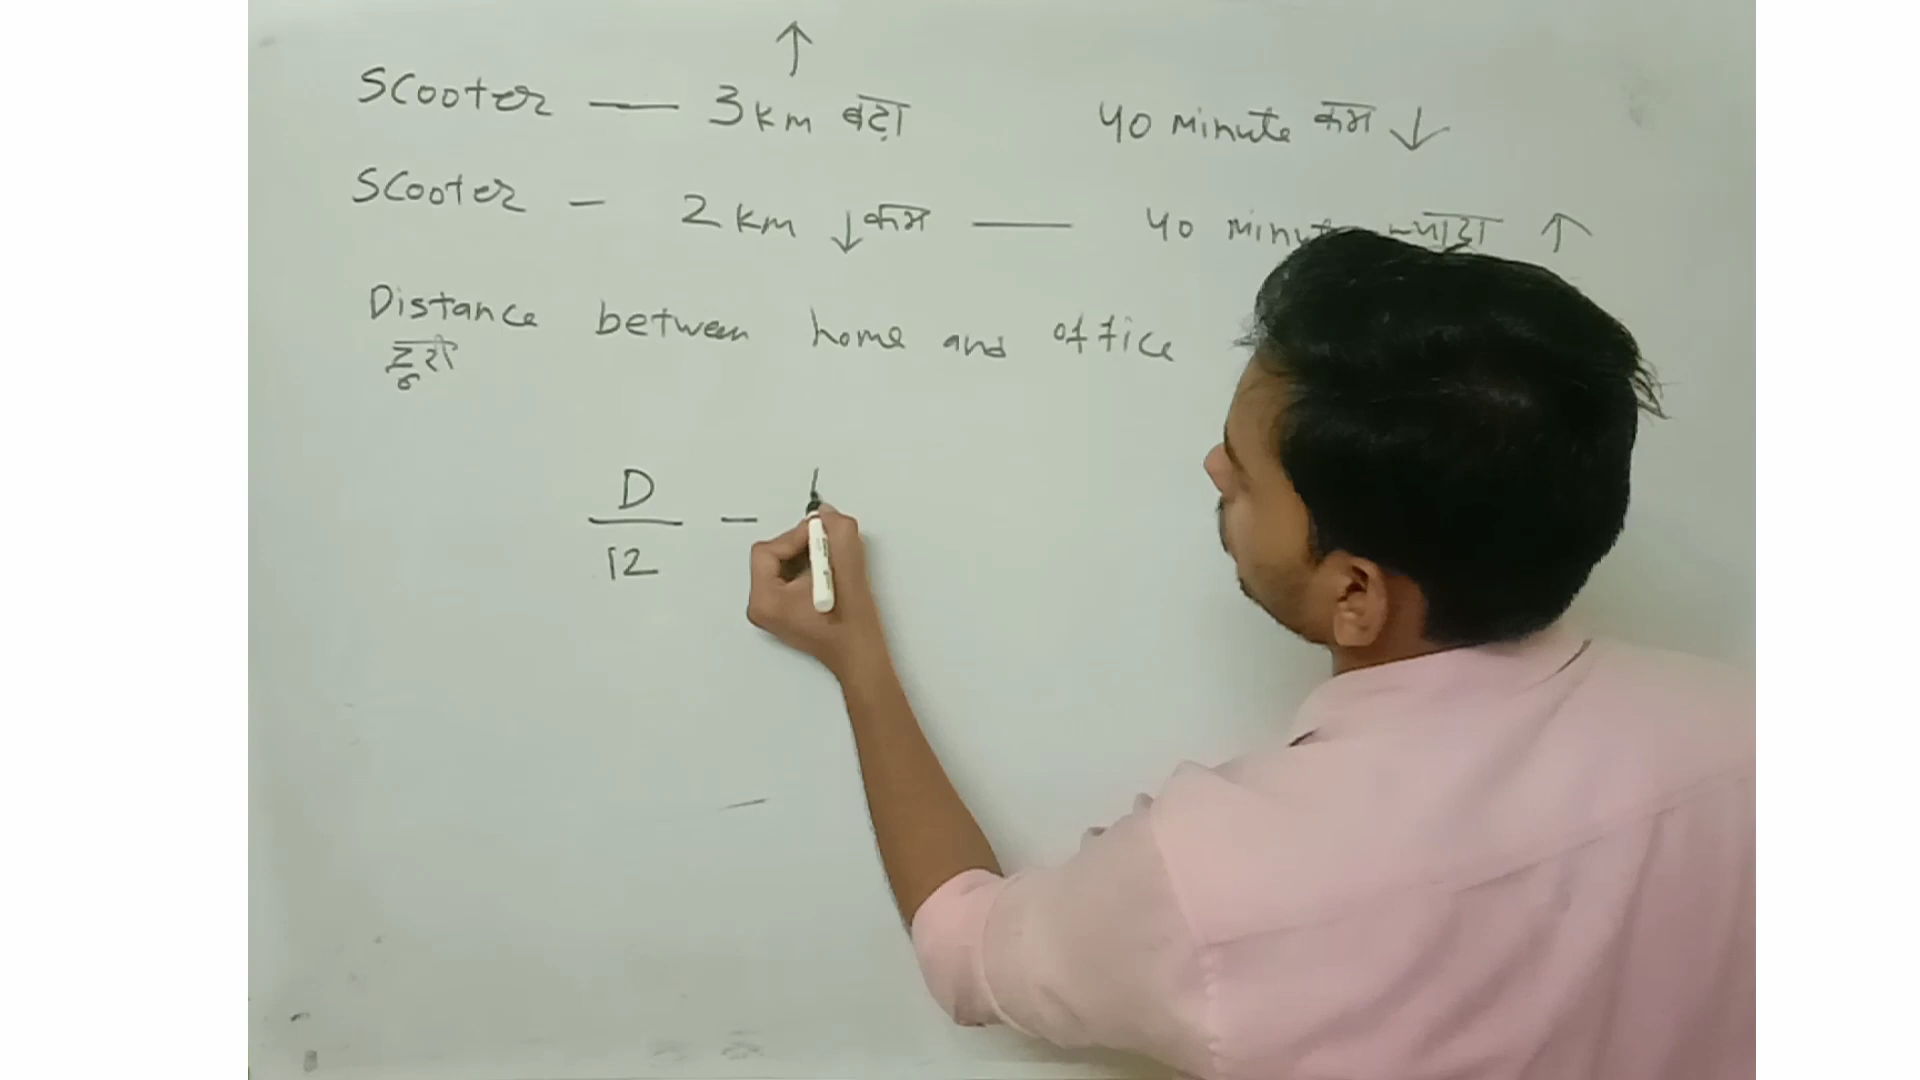 ↑
Scooter — 3 km बढ़ा 40 minute कम ↓
Scooter - 2 km ↓ कम — 40 minute ज्यादा ↑
Distance between home and office
दूरी
D
— -
12